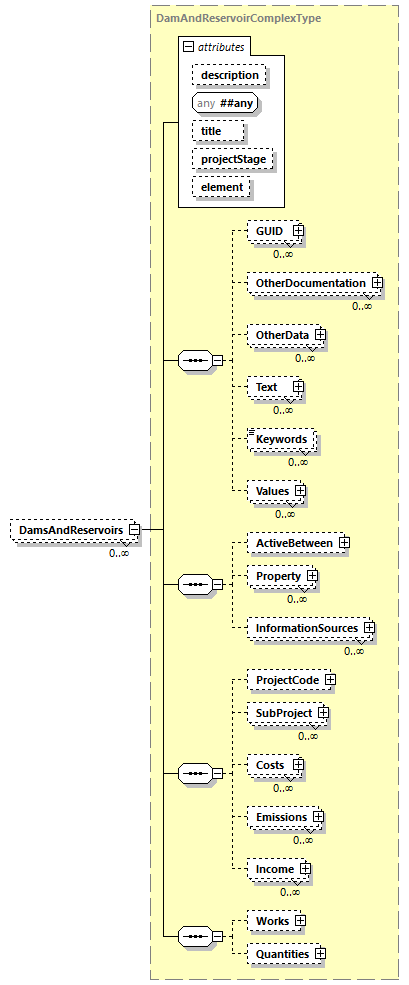 DamAndReservoirComplexType
attributes
description
any ##any
title
projectStage
element
GUID
0..∞
OtherDocumentation
0..∞
OtherData
0..∞
Text
0..∞
Keywords
0..∞
Values
0..∞
DamsAndReservoirs
0..∞
ActiveBetween
Property
0..∞
InformationSources
0..∞
ProjectCode
SubProject
0..∞
Costs
0..∞
Emissions
0..∞
Income
0..∞
Works
Quantities